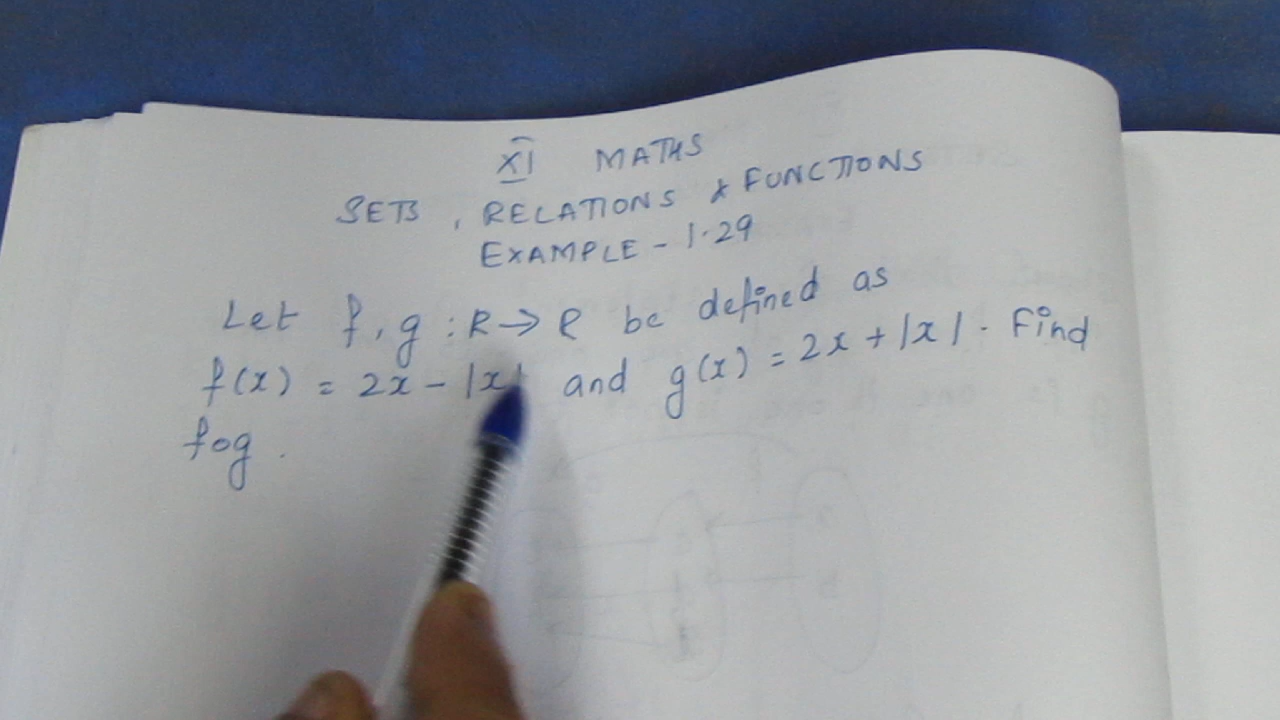 XI MATHS
SETS, RELATIONS & FUNCTIONS
EXAMPLE - 1.29
Let f, g : R → R be defined as
f(x) = 2x - |x| and g(x) = 2x + |x|. Find
fog.